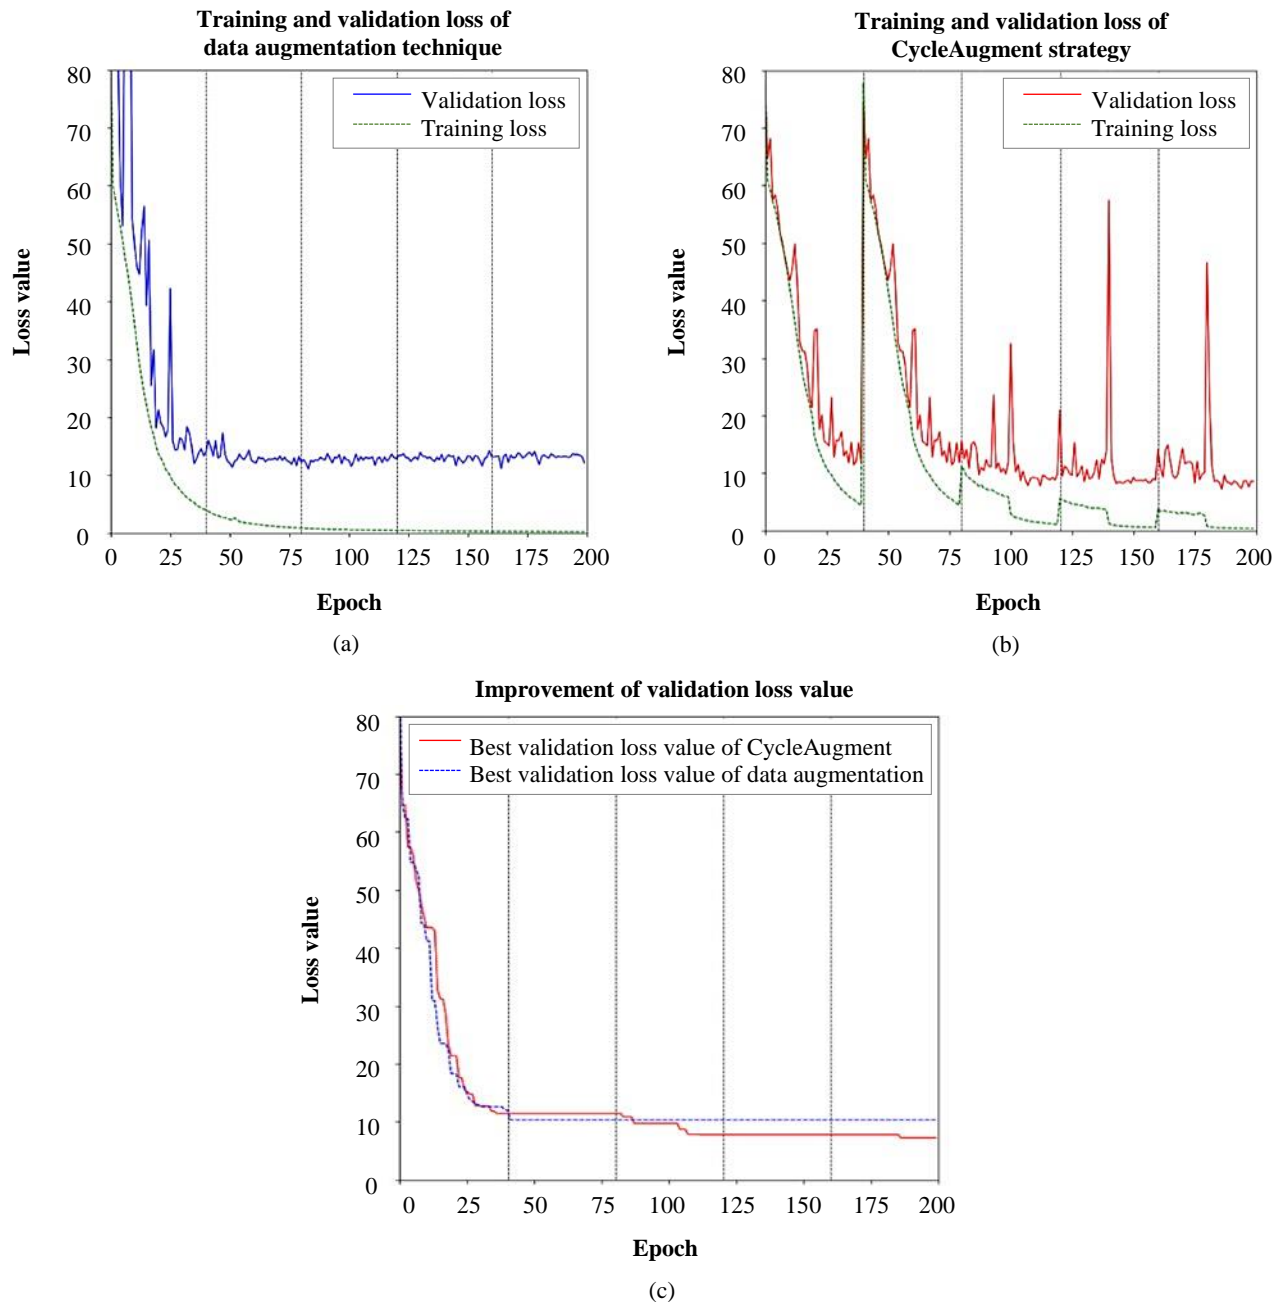 Training and validation loss of
data augmentation technique
80
70
60
50
40
30
20
10
0
Loss value
Validation loss
Training loss
0 25 50 75 100 125 150 175 200
Epoch
(a)
Training and validation loss of
CycleAugment strategy
80
70
60
50
40
30
20
10
0
Loss value
Validation loss
Training loss
0 25 50 75 100 125 150 175 200
Epoch
(b)
Improvement of validation loss value
80
70
60
50
40
30
20
10
0
Loss value
Best validation loss value of CycleAugment
Best validation loss value of data augmentation
0 25 50 75 100 125 150 175 200
Epoch
(c)